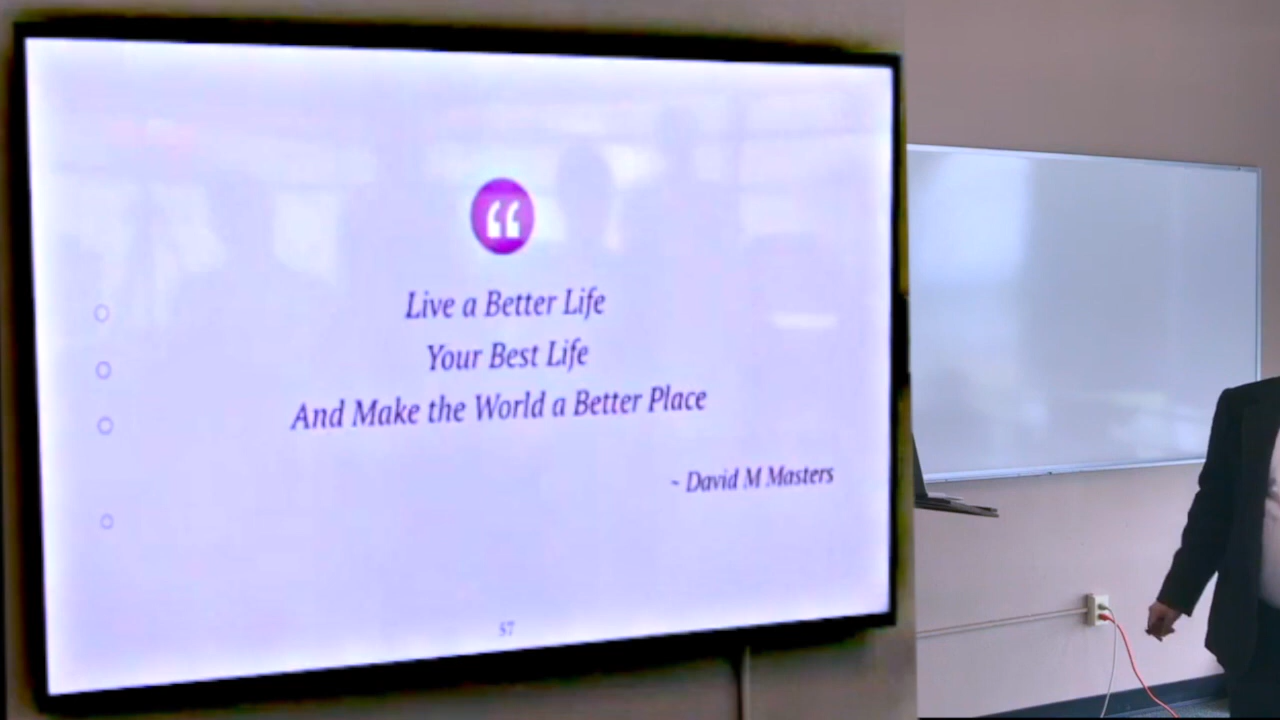 “
Live a Better Life
Your Best Life
And Make the World a Better Place
~ David M Masters
57